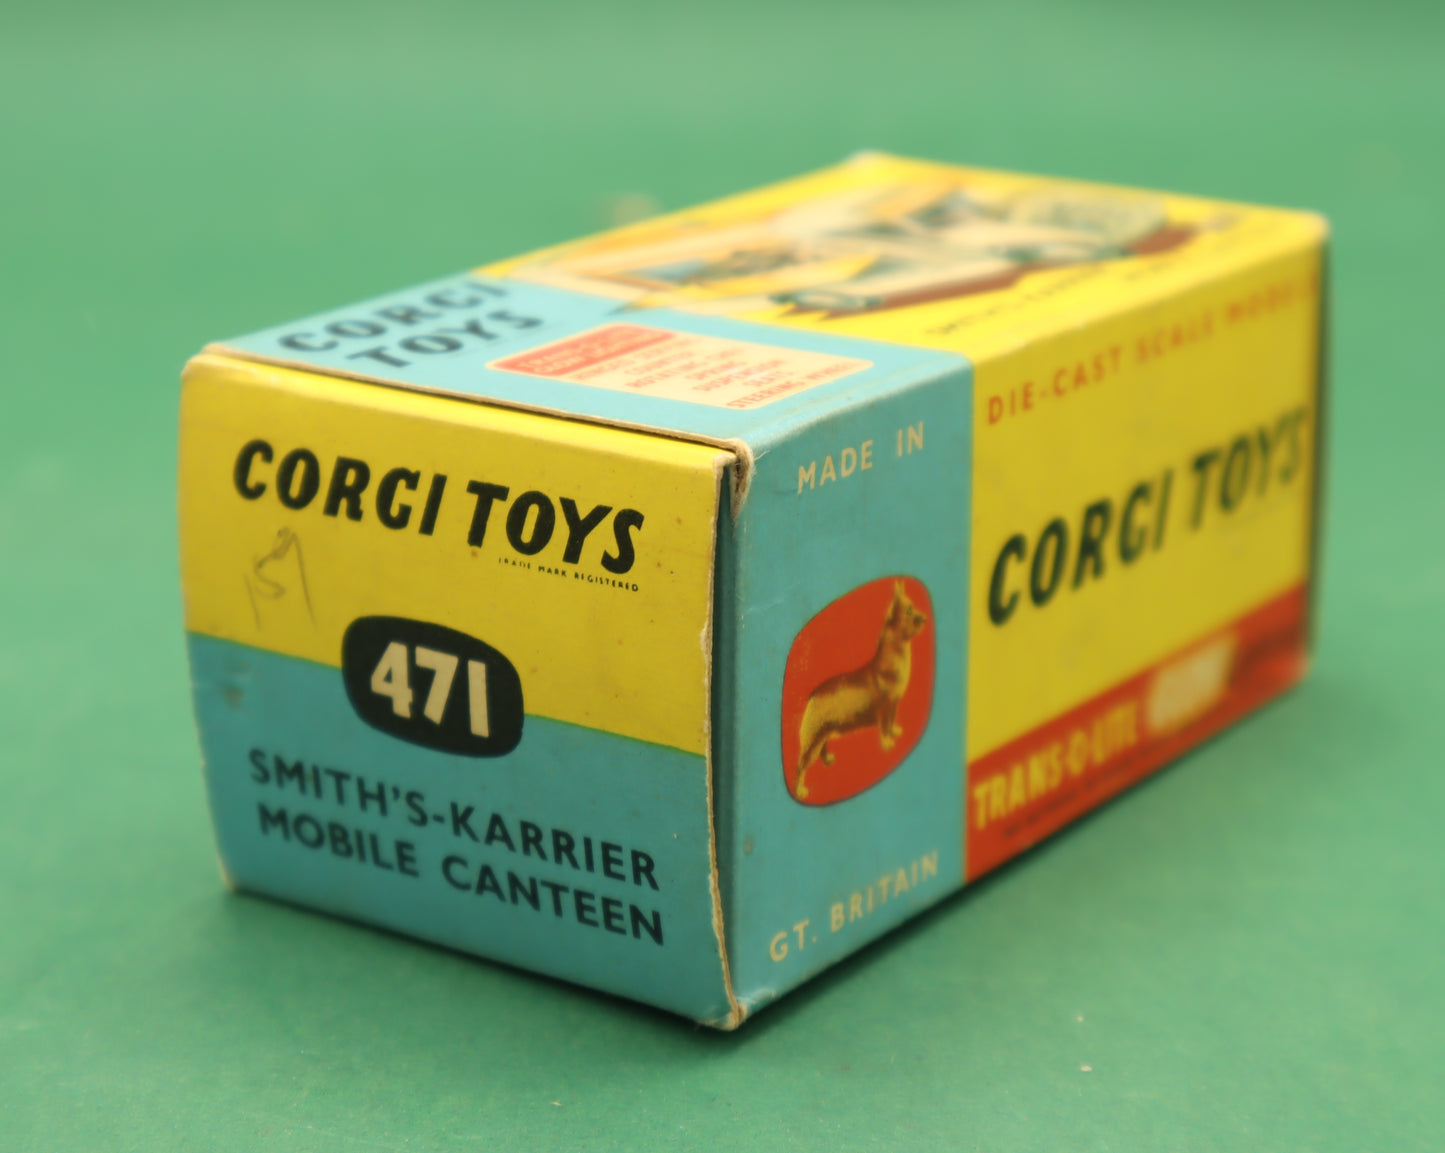 CORGI
TOYS
CORGI TOYS
TRADE MARK REGISTERED
471
SMITH'S-KARRIER
MOBILE CANTEEN
MADE IN
GT. BRITAIN
DIE-CAST SCALE MODEL
CORGI TOYS
TRANS-O-LITE